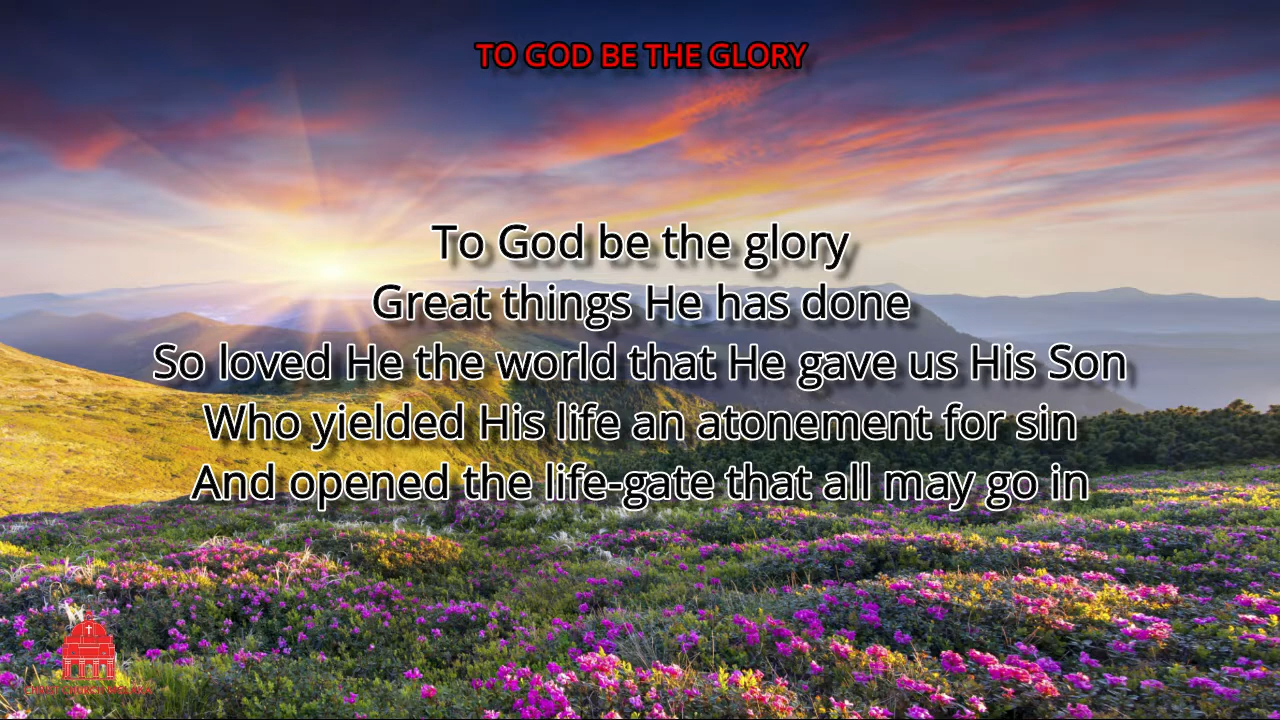 TO GOD BE THE GLORY
To God be the glory
Great things He has done
So loved He the world that He gave us His Son
Who yielded His life an atonement for sin
And opened the life-gate that all may go in
CHRIST CHURCH